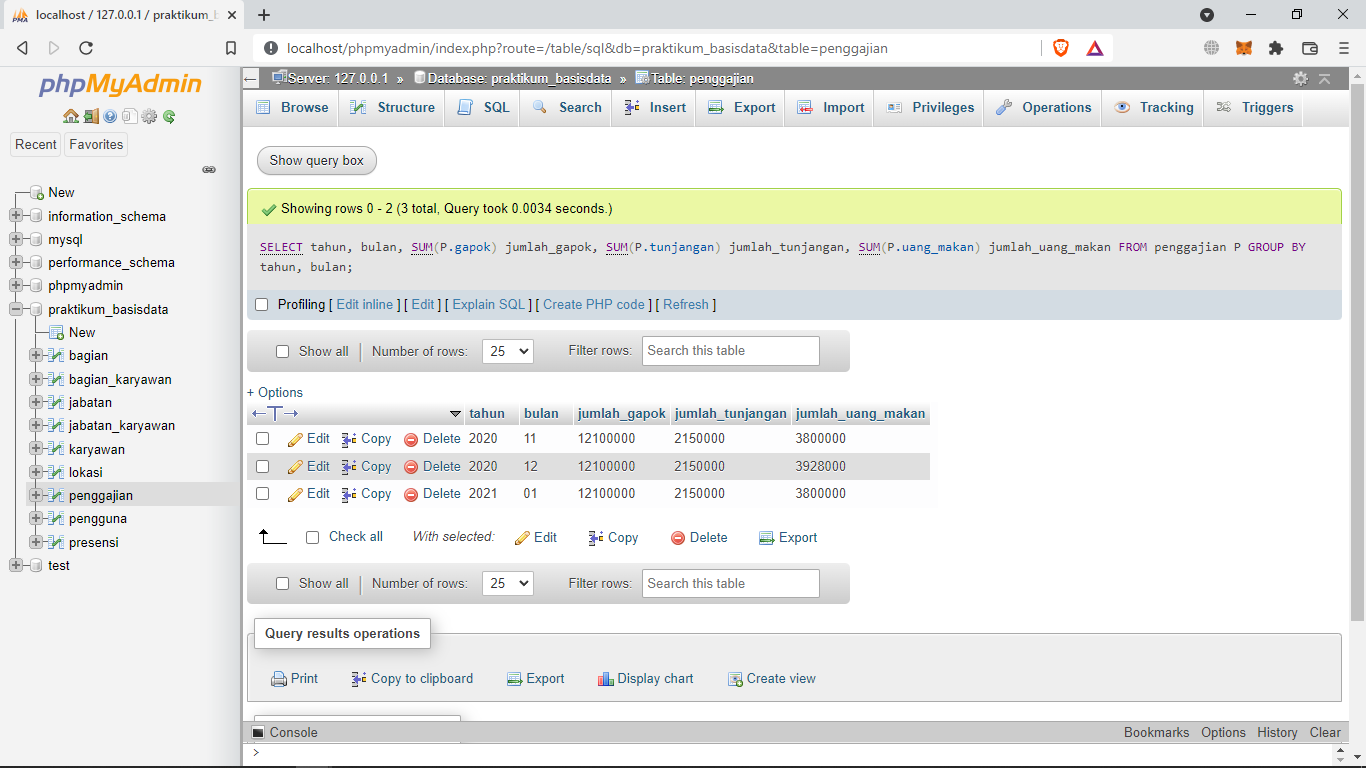 localhost / 127.0.0.1 / praktikum_b
localhost/phpmyadmin/index.php?route=/table/sql&db=praktikum_basisdata&table=penggajian
phpMyAdmin
Recent Favorites
New
information_schema
mysql
performance_schema
phpmyadmin
praktikum_basisdata
New
bagian
bagian_karyawan
jabatan
jabatan_karyawan
karyawan
lokasi
penggajian
pengguna
presensi
test
Server: 127.0.0.1 » Database: praktikum_basisdata » Table: penggajian
Browse Structure SQL Search Insert Export Import Privileges Operations Tracking Triggers
Show query box
Showing rows 0 - 2 (3 total, Query took 0.0034 seconds.)
SELECT tahun, bulan, SUM(P.gapok) jumlah_gapok, SUM(P.tunjangan) jumlah_tunjangan, SUM(P.uang_makan) jumlah_uang_makan FROM penggajian P GROUP BY
tahun, bulan;
Profiling [ Edit inline ] [ Edit ] [ Explain SQL ] [ Create PHP code ] [ Refresh ]
Show all | Number of rows: 25 Filter rows: Search this table
+ Options
←T→ tahun bulan jumlah_gapok jumlah_tunjangan jumlah_uang_makan
Edit Copy Delete 2020 11 12100000 2150000 3800000
Edit Copy Delete 2020 12 12100000 2150000 3928000
Edit Copy Delete 2021 01 12100000 2150000 3800000
Check all With selected: Edit Copy Delete Export
Show all | Number of rows: 25 Filter rows: Search this table
Query results operations
Print Copy to clipboard Export Display chart Create view
Console Bookmarks Options History Clear
>